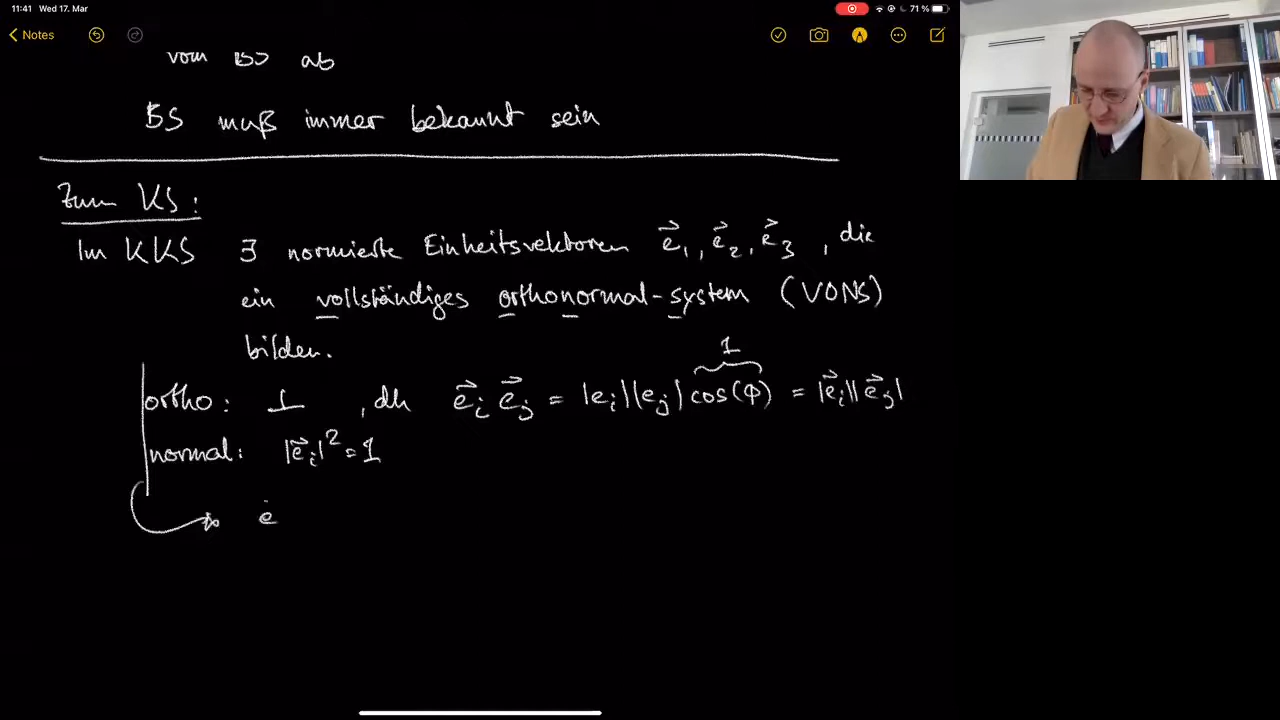 11:41 Wed 17. Mar 71 %
Notes
vom BS ab
BS muß immer bekannt sein
Zum KS:
Im KKS ∃ normierte Einheitsvektoren e⃗₁, e⃗₂, e⃗₃, die
ein vollständiges orthonormal-system (VONS)
bilden.
1
ortho: ⊥, dh e⃗ᵢ e⃗ⱼ = |eᵢ||eⱼ| cos(φ) = |e⃗ᵢ||e⃗ⱼ|
normal: |e⃗ᵢ|² = 1
e